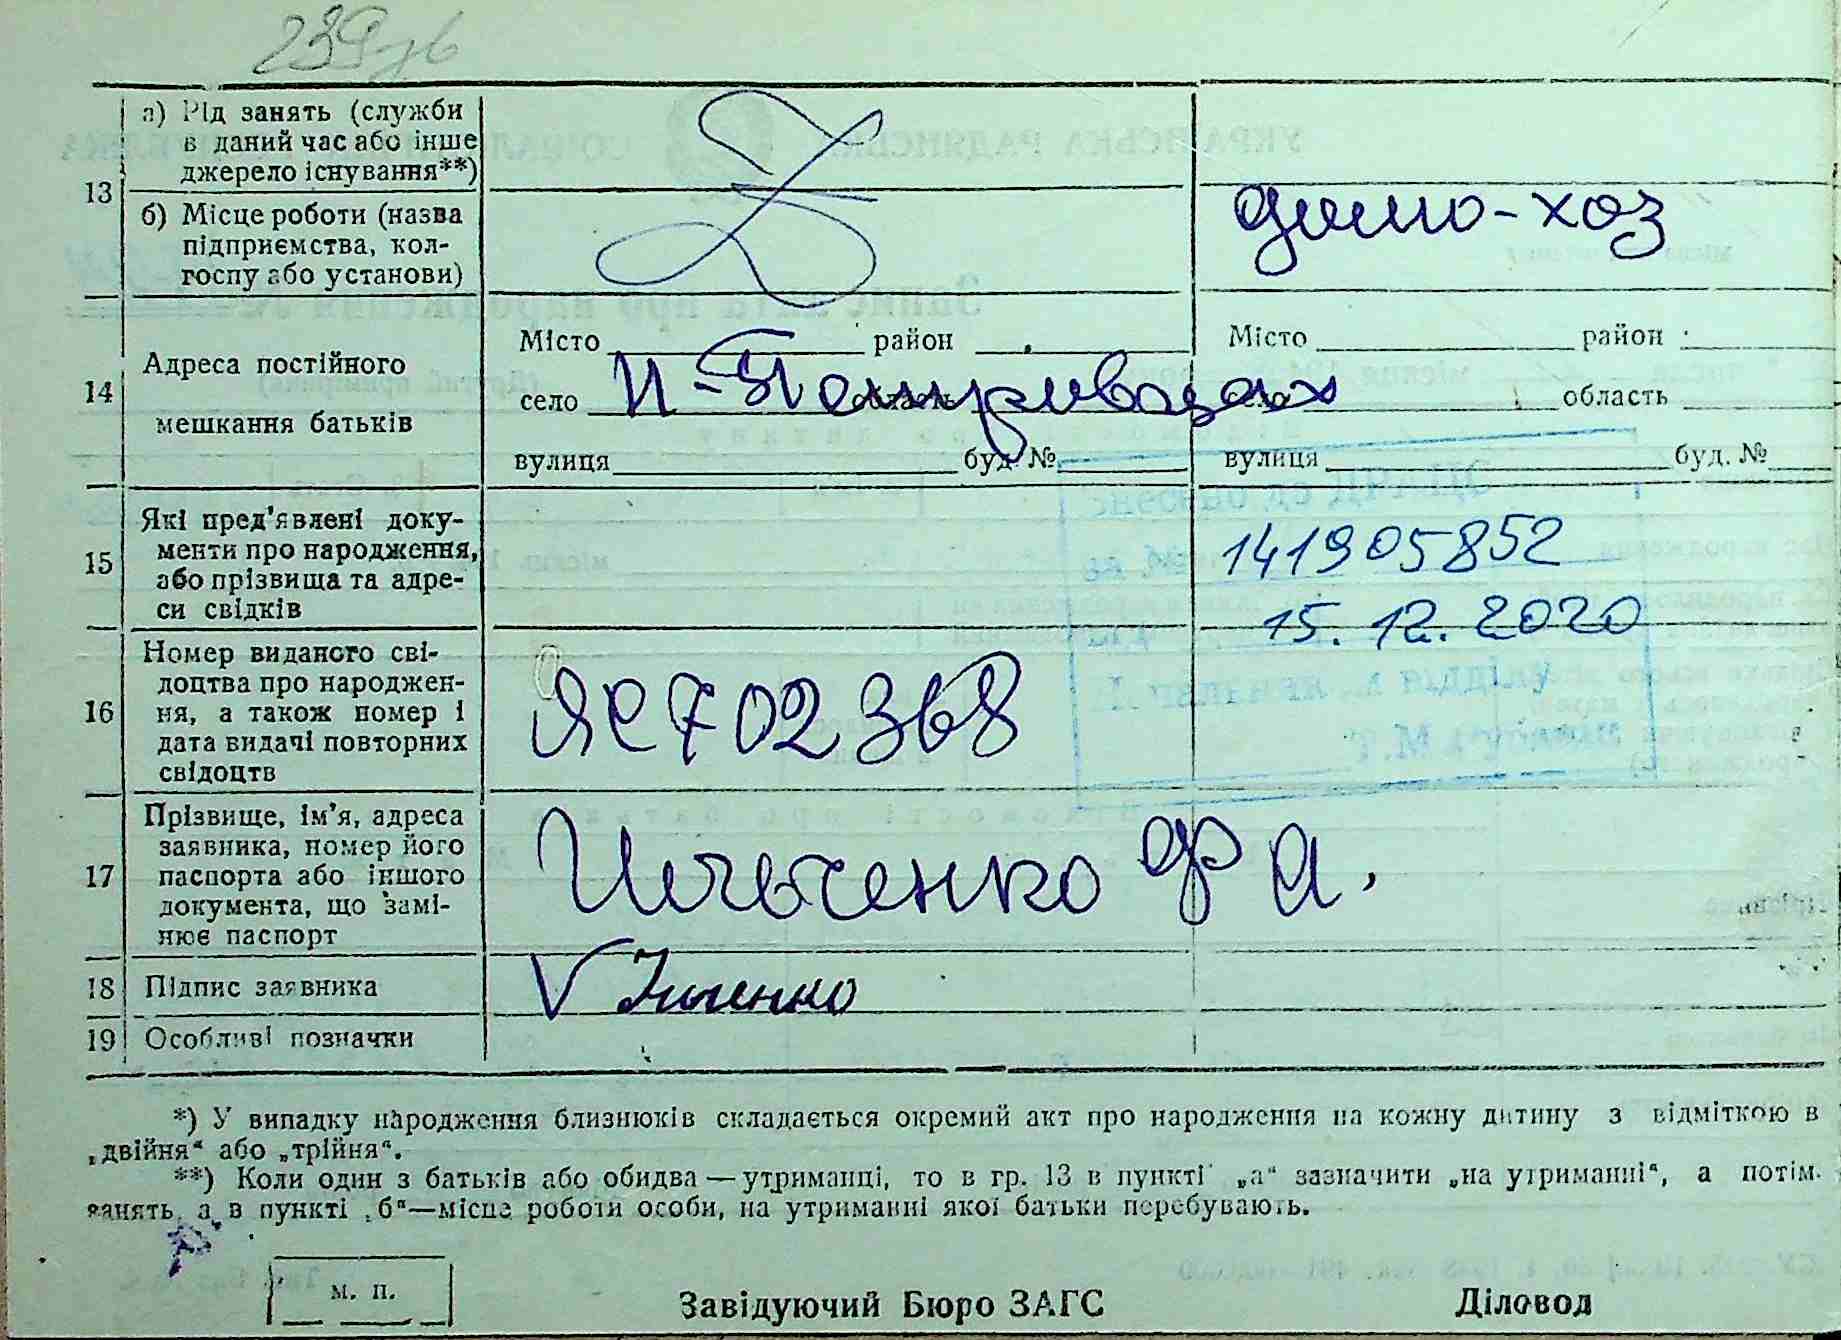 239
а) Рід занять (служби
в даний час або інше
джерело існування**)
13
б) Місце роботи (назва
підприємства, кол-
госпу або установи)
домо-хоз
14
Адреса постійного
мешкання батьків
Місто район
село область
вулиця буд. №
Н-Петривцах
Місто район
село область
вулиця буд. №
15
Які пред'явлені доку-
менти про народження,
або прізвища та адре-
си свідків
141905852
15.12.2020
16
Номер виданого сві-
доцтва про народжен-
ня, а також номер і
дата видачі повторних
свідоцтв
ЯС702368
17
Прізвище, ім'я, адреса
заявника, номер його
паспорта або іншого
документа, що замі-
нює паспорт
Ильченко Ф А.
18 Підпис заявника
19 Особливі позначки
*) У випадку народження близнюків складається окремий акт про народження на кожну дитину з відміткою в
„двійня“ або „трійня“.
**) Коли один з батьків або обидва — утриманці, то в гр. 13 в пункті „а“ зазначити „на утриманні“, а потім
занять, а в пункті „б“—місце роботи особи, на утриманні якої батьки перебувають.
м. п.
Завідуючий Бюро ЗАГС
Діловод